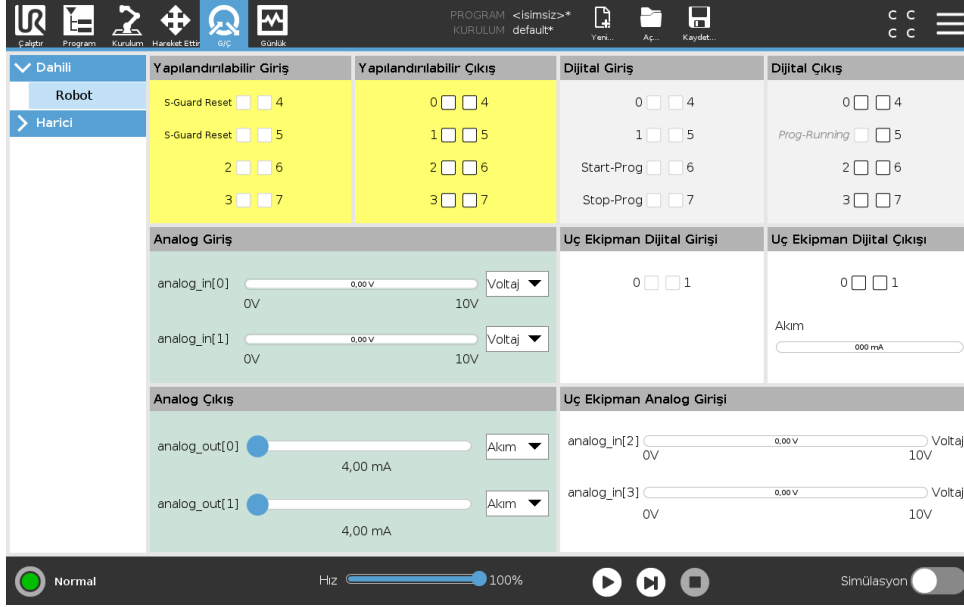 PROGRAM <isimsiz>*
KURULUM default*
C C
C C
Çalıştır Program Kurulum Hareket Ettir G/Ç Günlük Yeni... Aç... Kaydet...
Dahili
Robot
Harici
Yapılandırılabilir Giriş
S-Guard Reset 4
S-Guard Reset 5
2 6
3 7
Yapılandırılabilir Çıkış
0 4
1 5
2 6
3 7
Dijital Giriş
0 4
1 5
Start-Prog 6
Stop-Prog 7
Dijital Çıkış
0 4
Prog-Running 5
2 6
3 7
Analog Giriş
analog_in[0] 0,00 V Voltaj
0V 10V
analog_in[1] 0,00 V Voltaj
0V 10V
Uç Ekipman Dijital Girişi
0 1
Uç Ekipman Dijital Çıkışı
0 1
Akım
000 mA
Analog Çıkış
analog_out[0] Akım
4,00 mA
analog_out[1] Akım
4,00 mA
Uç Ekipman Analog Girişi
analog_in[2] 0,00 V Voltaj
0V 10V
analog_in[3] 0,00 V Voltaj
0V 10V
Normal Hız 100% Simülasyon